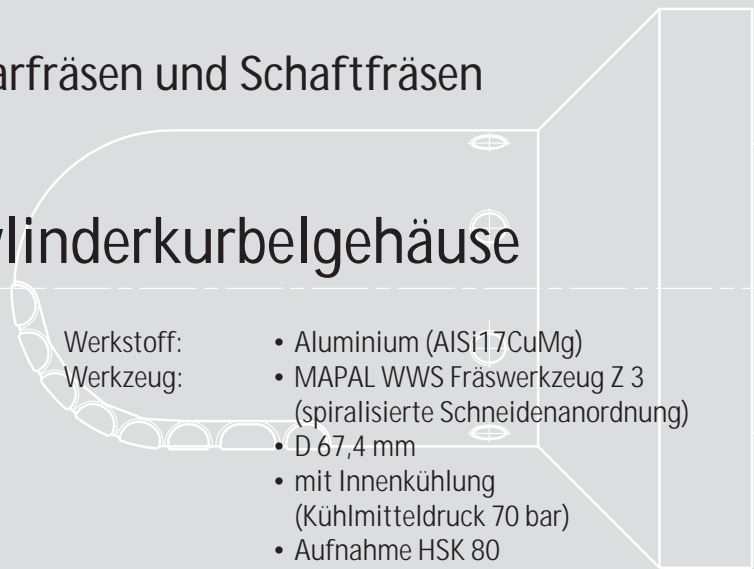 arfräsen und Schaftfräsen
ylinderkurbelgehäuse
Werkstoff: • Aluminium (AlSi17CuMg)
Werkzeug: • MAPAL WWS Fräswerkzeug Z 3
(spiralisierte Schneidenanordnung)
• D 67,4 mm
• mit Innenkühlung
(Kühlmitteldruck 70 bar)
• Aufnahme HSK 80